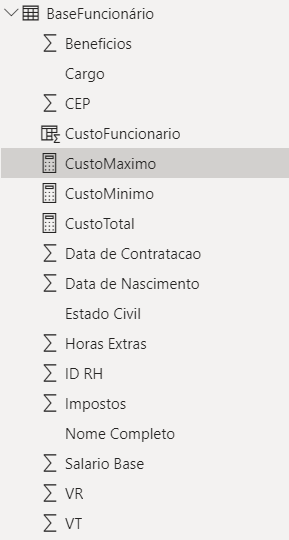 BaseFuncionário
Beneficios
Cargo
CEP
CustoFuncionario
CustoMaximo
CustoMinimo
CustoTotal
Data de Contratacao
Data de Nascimento
Estado Civil
Horas Extras
ID RH
Impostos
Nome Completo
Salario Base
VR
VT